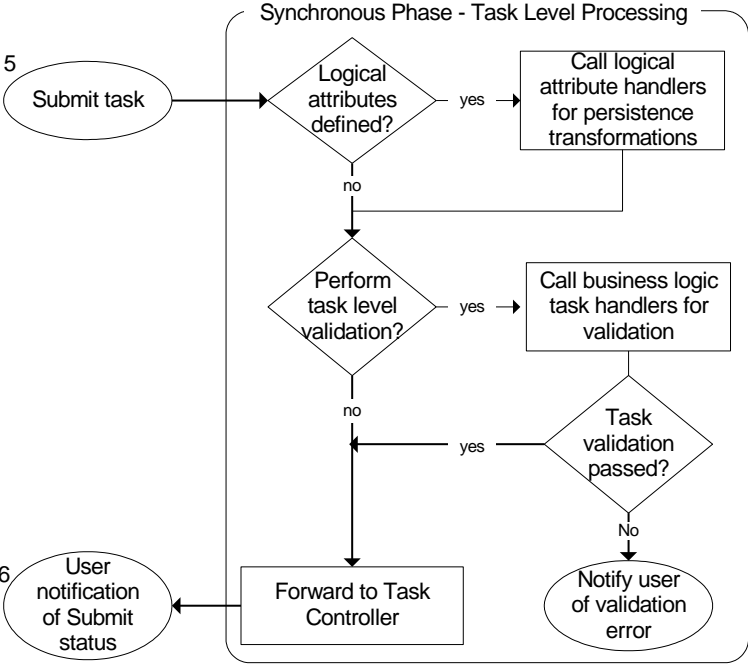 Synchronous Phase - Task Level Processing
5
Submit task
Logical
attributes
defined?
yes
Call logical
attribute handlers
for persistence
transformations
no
Perform
task level
validation?
yes
Call business logic
task handlers for
validation
no
yes
Task
validation
passed?
No
6
User
notification
of Submit
status
Forward to Task
Controller
Notify user
of validation
error